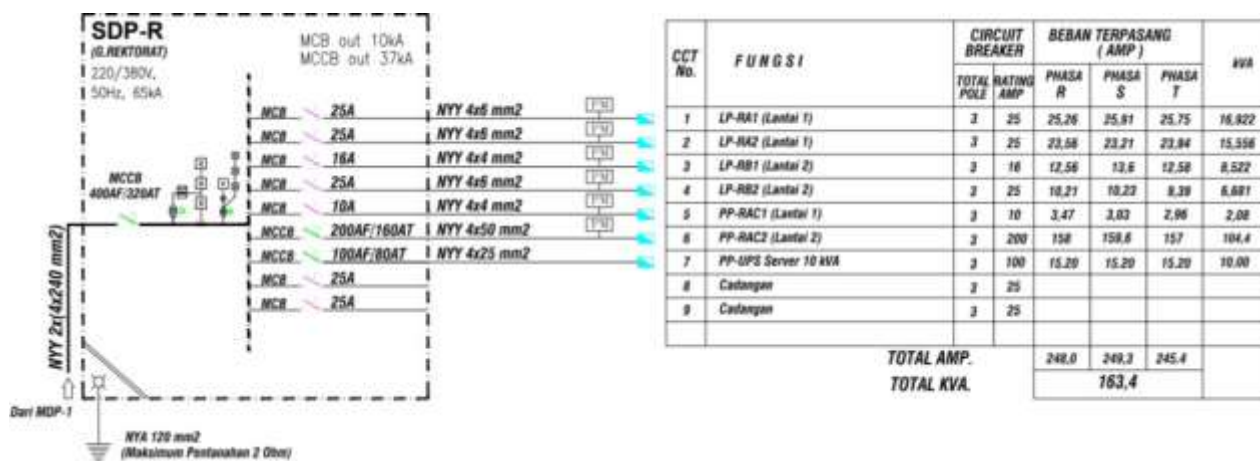 SDP-R
(G.REKTORAT)
220/380V,
50Hz, 65kA
MCB out 10kA
MCCB out 37kA
MCCB
400AF/320AT
MCB 25A NYY 4x6 mm2
MCB 25A NYY 4x6 mm2
MCB 16A NYY 4x4 mm2
MCB 25A NYY 4x6 mm2
MCB 10A NYY 4x4 mm2
MCCB 200AF/160AT NYY 4x50 mm2
MCCB 100AF/80AT NYY 4x25 mm2
MCB 25A
MCB 25A
NYY 2x(4x240 mm2)
Dari MDP-1
NYA 120 mm2
(Maksimum Pentanahan 2 Ohm)
CCT No. FUNGSI CIRCUIT BREAKER BEBAN TERPASANG (AMP) kVA
TOTAL POLE RATING AMP PHASA R PHASA S PHASA T
1 LP-RA1 (Lantai 1) 3 25 25,26 25,91 25,75 16,922
2 LP-RA2 (Lantai 1) 3 25 23,56 23,21 23,94 15,556
3 LP-RB1 (Lantai 2) 3 16 12,56 13,6 12,58 8,522
4 LP-RB2 (Lantai 2) 3 25 10,21 10,23 9,39 6,681
5 PP-RAC1 (Lantai 1) 3 10 3,47 3,03 2,96 2,08
6 PP-RAC2 (Lantai 2) 3 200 158 158,6 157 104,4
7 PP-UPS Server 10 kVA 3 100 15.20 15.20 15.20 10.00
8 Cadangan 3 25
9 Cadangan 3 25
TOTAL AMP. 248,0 249,3 245.4
TOTAL KVA. 163,4